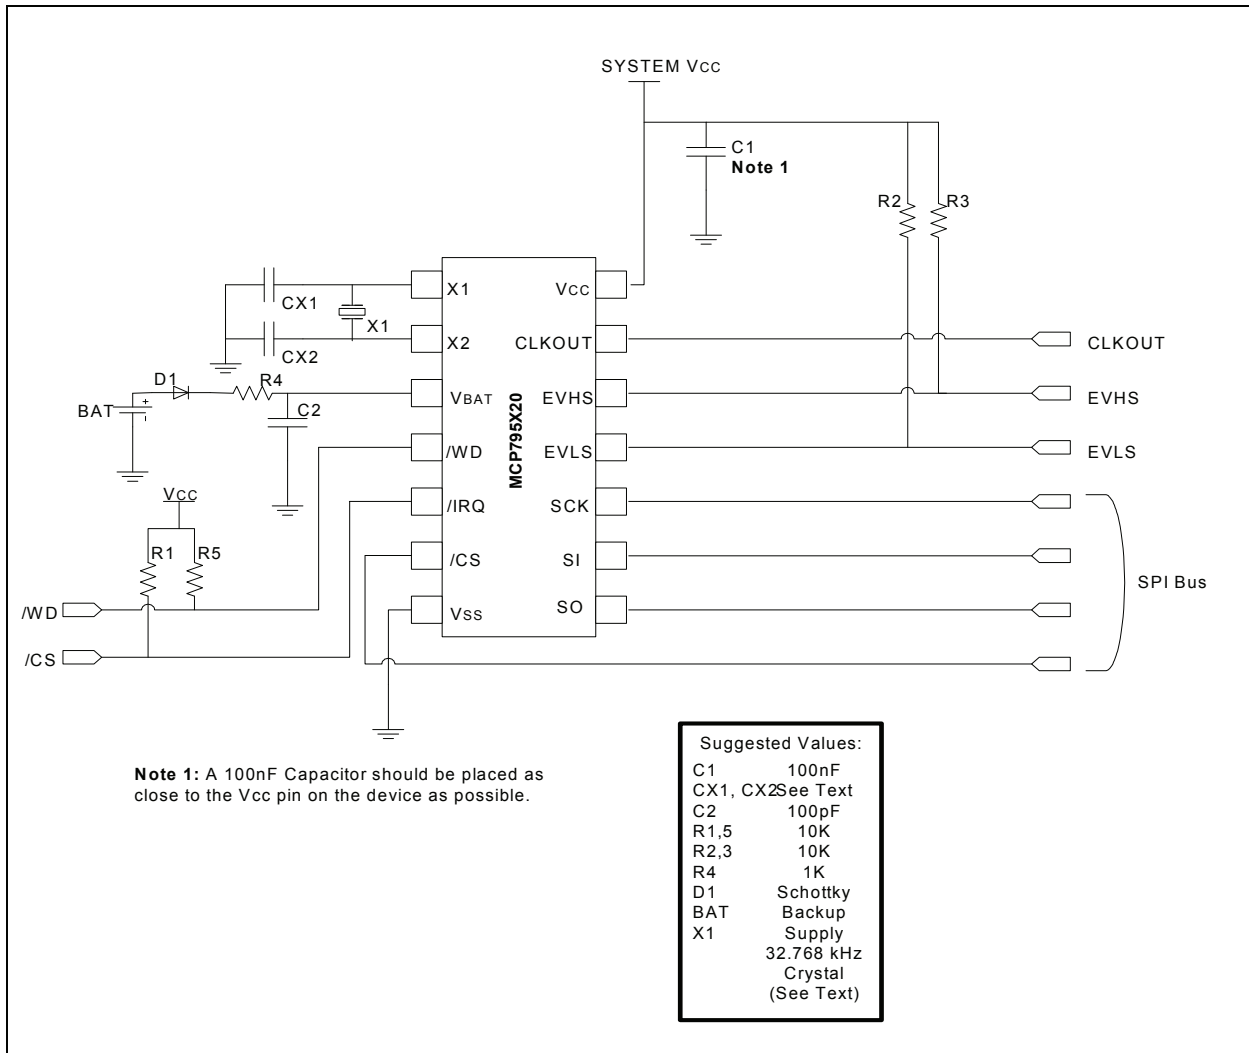 SYSTEM VCC
C1
Note 1
R2
R3
CX1
X1
CX2
D1
R4
BAT
+
-
C2
VCC
R1
R5
/WD
/CS
X1
X2
VBAT
/WD
/IRQ
/CS
VSS
MCP795X20
VCC
CLKOUT
EVHS
EVLS
SCK
SI
SO
CLKOUT
EVHS
EVLS
SPI Bus
Note 1: A 100nF Capacitor should be placed as
close to the Vcc pin on the device as possible.
Suggested Values:
C1 100nF
CX1, CX2See Text
C2 100pF
R1,5 10K
R2,3 10K
R4 1K
D1 Schottky
BAT Backup
X1 Supply
32.768 kHz
Crystal
(See Text)